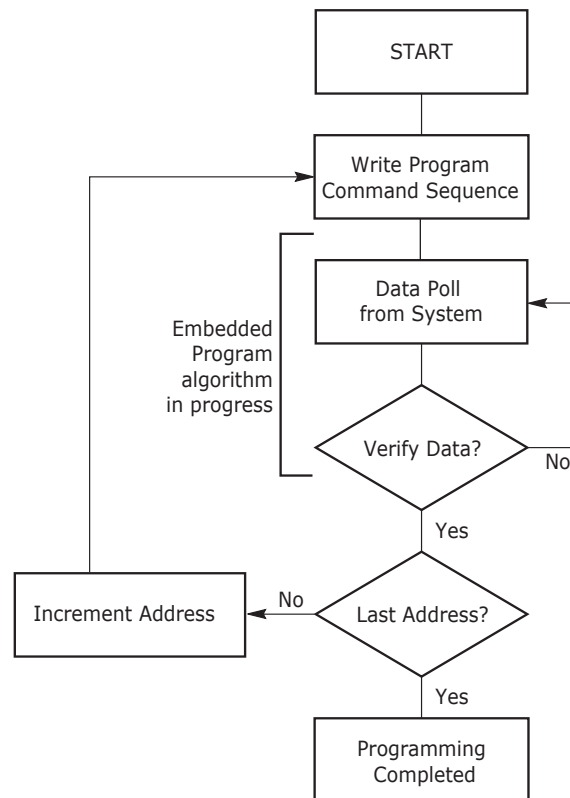 START
Write Program
Command Sequence
Data Poll
from System
Embedded
Program
algorithm
in progress
Verify Data?
No
Yes
Last Address?
No
Increment Address
Yes
Programming
Completed